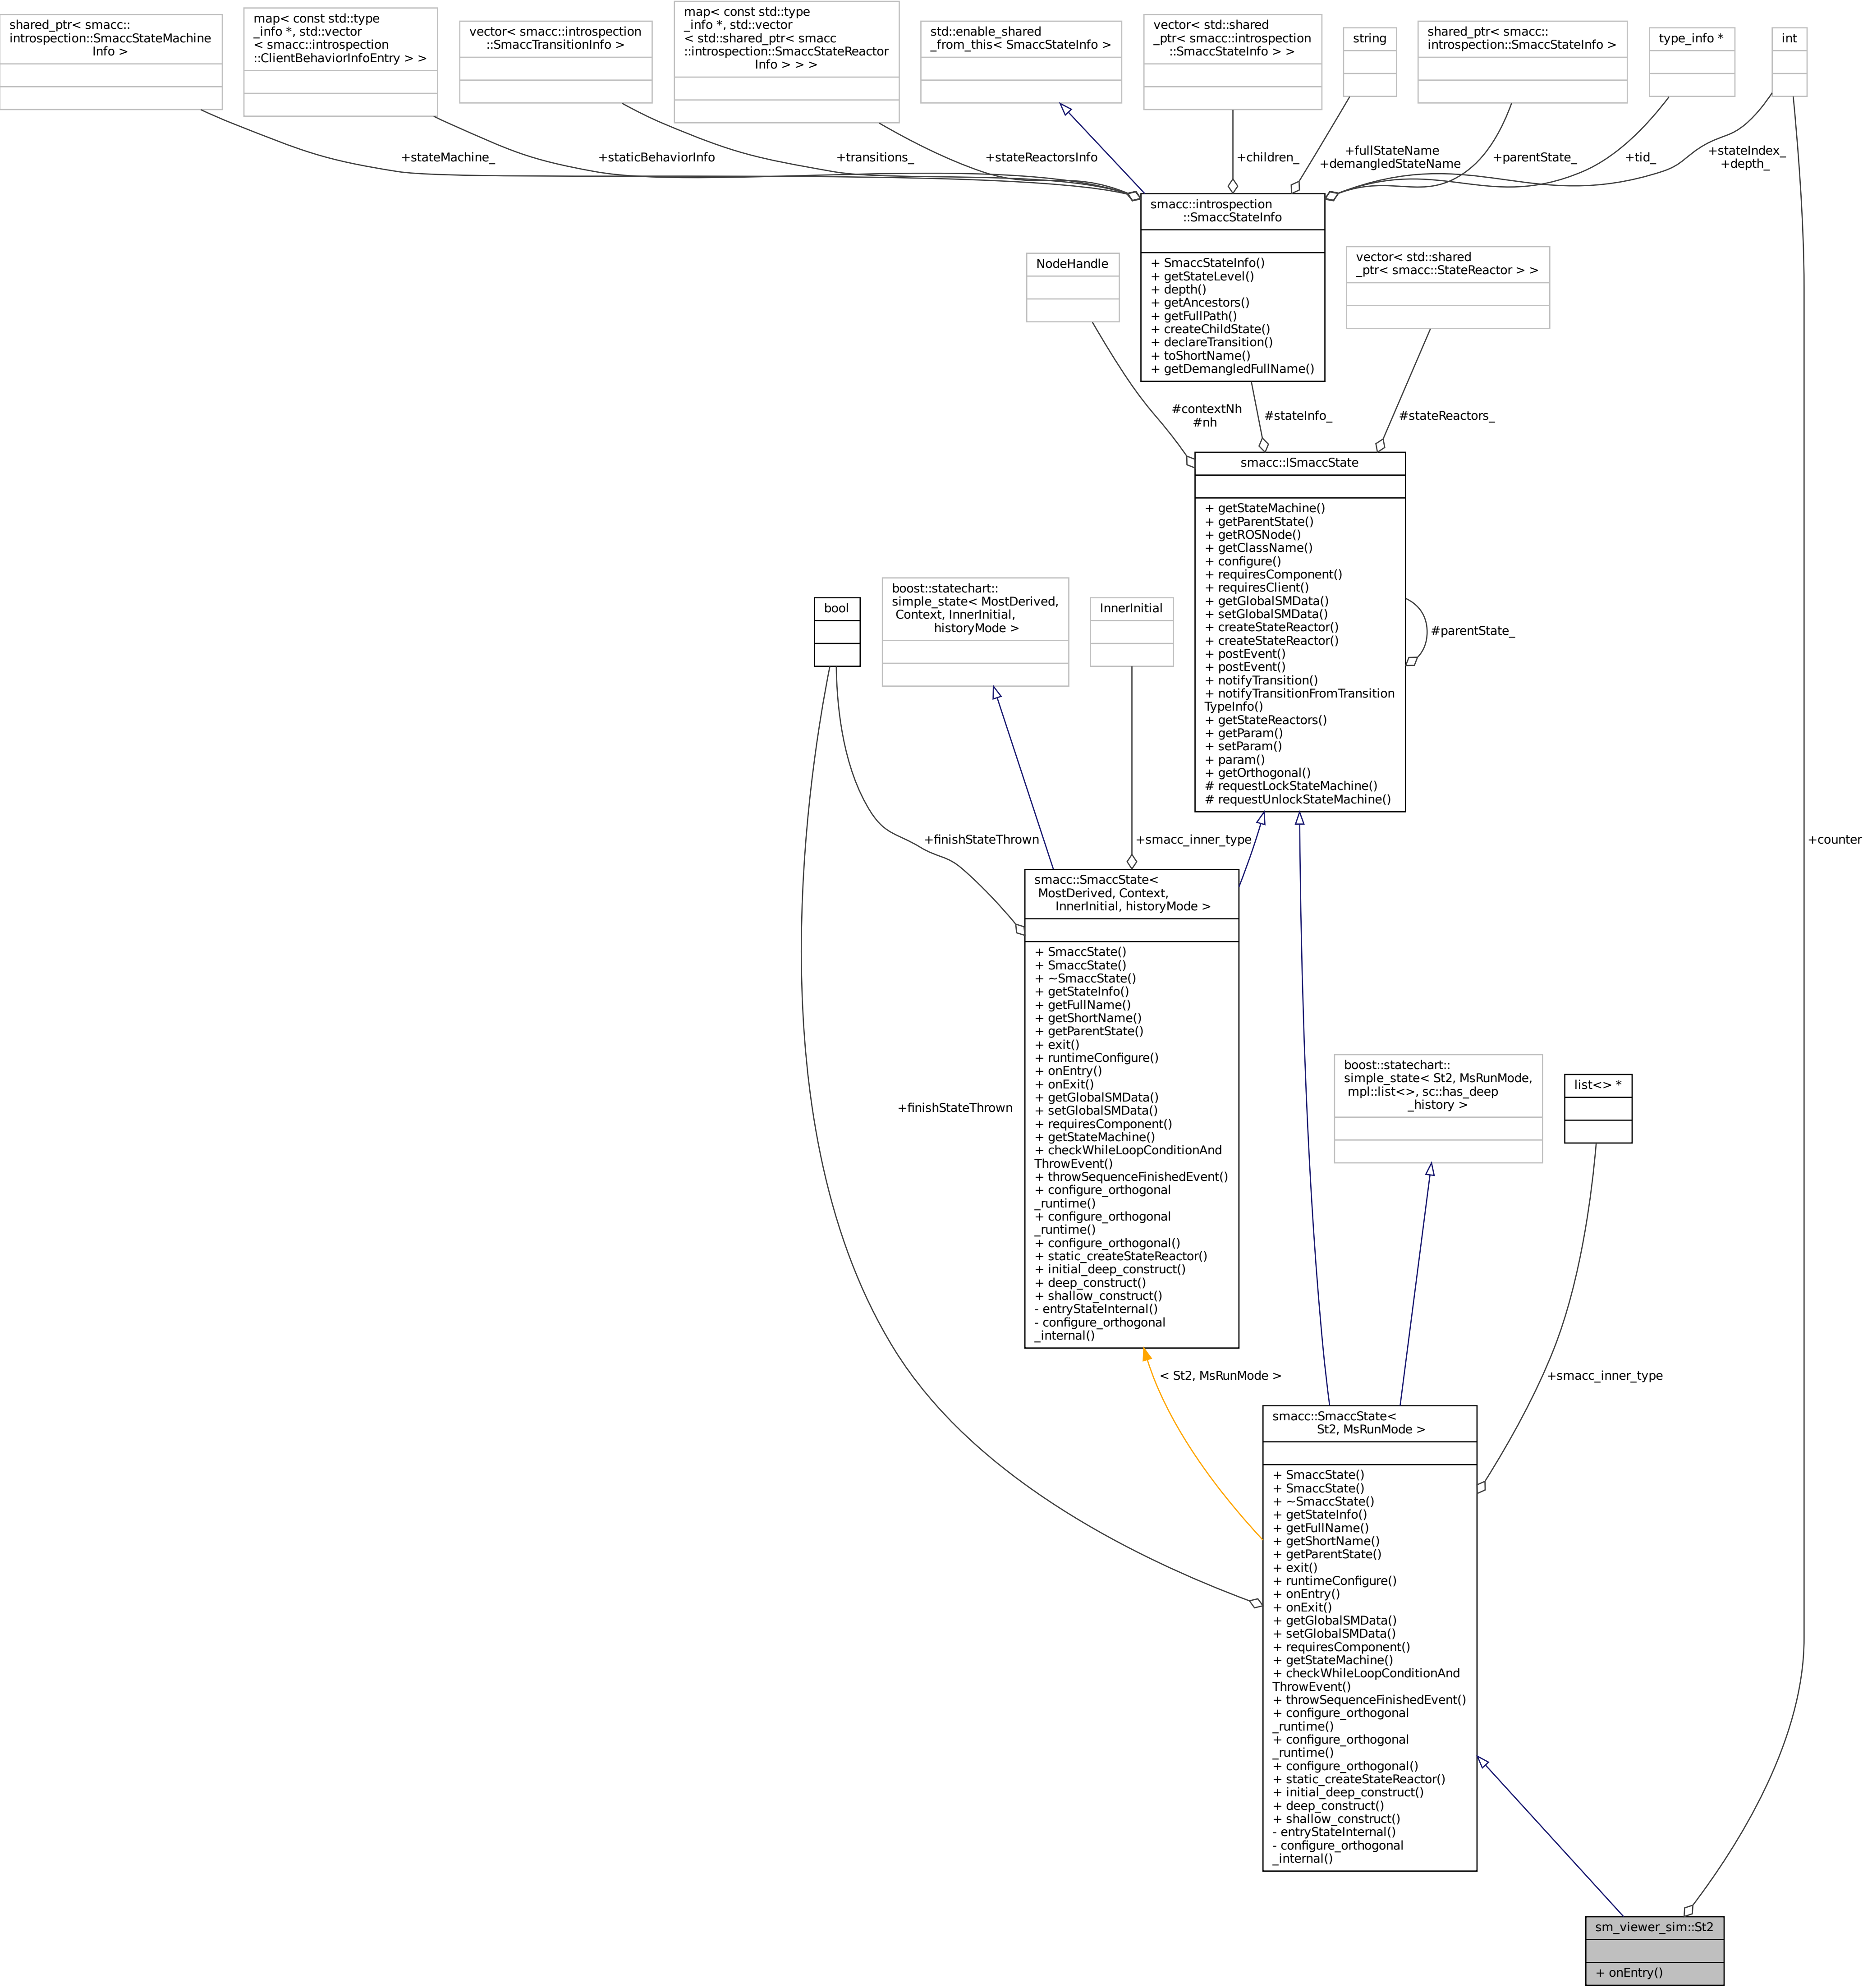 shared_ptr< smacc::
introspection::SmaccStateMachine
Info >
map< const std::type
_info *, std::vector
< smacc::introspection
::ClientBehaviorInfoEntry > >
vector< smacc::introspection
::SmaccTransitionInfo >
map< const std::type
_info *, std::vector
< std::shared_ptr< smacc
::introspection::SmaccStateReactor
Info > > >
std::enable_shared
_from_this< SmaccStateInfo >
vector< std::shared
_ptr< smacc::introspection
::SmaccStateInfo > >
string
shared_ptr< smacc::
introspection::SmaccStateInfo >
type_info *
int
+stateMachine_
+staticBehaviorInfo
+transitions_
+stateReactorsInfo
+children_
+fullStateName
+demangledStateName
+parentState_
+tid_
+stateIndex_
+depth_
smacc::introspection
::SmaccStateInfo
+ SmaccStateInfo()
+ getStateLevel()
+ depth()
+ getAncestors()
+ getFullPath()
+ createChildState()
+ declareTransition()
+ toShortName()
+ getDemangledFullName()
NodeHandle
vector< std::shared
_ptr< smacc::StateReactor > >
#contextNh
#nh
#stateInfo_
#stateReactors_
smacc::ISmaccState
+ getStateMachine()
+ getParentState()
+ getROSNode()
+ getClassName()
+ configure()
+ requiresComponent()
+ requiresClient()
+ getGlobalSMData()
+ setGlobalSMData()
+ createStateReactor()
+ createStateReactor()
+ postEvent()
+ postEvent()
+ notifyTransition()
+ notifyTransitionFromTransition
TypeInfo()
+ getStateReactors()
+ getParam()
+ setParam()
+ param()
+ getOrthogonal()
# requestLockStateMachine()
# requestUnlockStateMachine()
#parentState_
bool
boost::statechart::
simple_state< MostDerived,
Context, InnerInitial,
historyMode >
InnerInitial
+finishStateThrown
+smacc_inner_type
+counter
smacc::SmaccState<
MostDerived, Context,
InnerInitial, historyMode >
+ SmaccState()
+ SmaccState()
+ ~SmaccState()
+ getStateInfo()
+ getFullName()
+ getShortName()
+ getParentState()
+ exit()
+ runtimeConfigure()
+ onEntry()
+ onExit()
+ getGlobalSMData()
+ setGlobalSMData()
+ requiresComponent()
+ getStateMachine()
+ checkWhileLoopConditionAnd
ThrowEvent()
+ throwSequenceFinishedEvent()
+ configure_orthogonal
_runtime()
+ configure_orthogonal
_runtime()
+ configure_orthogonal()
+ static_createStateReactor()
+ initial_deep_construct()
+ deep_construct()
+ shallow_construct()
- entryStateInternal()
- configure_orthogonal
_internal()
+finishStateThrown
boost::statechart::
simple_state< St2, MsRunMode,
mpl::list<>, sc::has_deep
_history >
list<> *
< St2, MsRunMode >
+smacc_inner_type
smacc::SmaccState<
St2, MsRunMode >
+ SmaccState()
+ SmaccState()
+ ~SmaccState()
+ getStateInfo()
+ getFullName()
+ getShortName()
+ getParentState()
+ exit()
+ runtimeConfigure()
+ onEntry()
+ onExit()
+ getGlobalSMData()
+ setGlobalSMData()
+ requiresComponent()
+ getStateMachine()
+ checkWhileLoopConditionAnd
ThrowEvent()
+ throwSequenceFinishedEvent()
+ configure_orthogonal
_runtime()
+ configure_orthogonal
_runtime()
+ configure_orthogonal()
+ static_createStateReactor()
+ initial_deep_construct()
+ deep_construct()
+ shallow_construct()
- entryStateInternal()
- configure_orthogonal
_internal()
sm_viewer_sim::St2
+ onEntry()